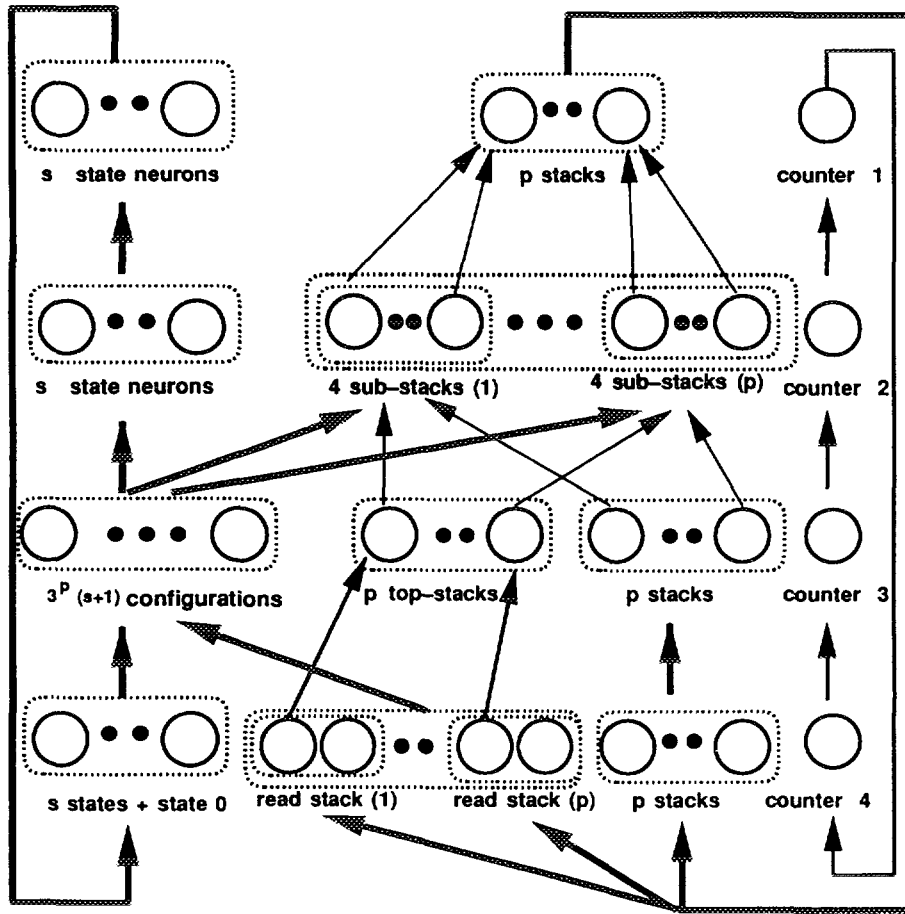 s state neurons
p stacks
counter 1
s state neurons
4 sub–stacks (1)
4 sub–stacks (p)
counter 2
3^P (s+1) configurations
p top–stacks
p stacks
counter 3
s states + state 0
read stack (1)
read stack (p)
p stacks
counter 4